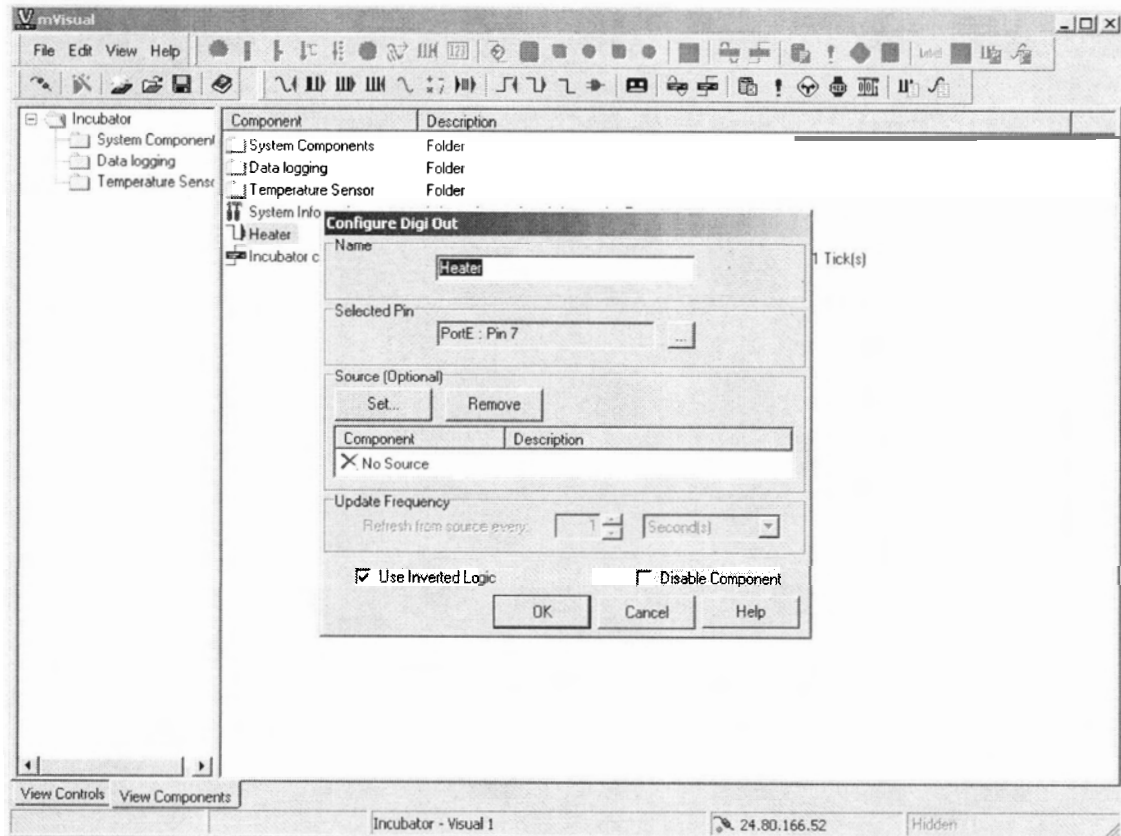 mVisual
File Edit View Help
Incubator
System Component
Data logging
Temperature Senso
Component Description
System Components Folder
Data logging Folder
Temperature Sensor Folder
System Info
Heater
Incubator c 1 Tick(s)
Configure Digi Out
Name
Heater
Selected Pin
PortE : Pin 7
...
Source (Optional)
Set... Remove
Component Description
No Source
Update Frequency
Refresh from source every: 1 Second(s)
Use Inverted Logic Disable Component
OK Cancel Help
View Controls View Components
Incubator - Visual 1 24.80.166.52 Hidden